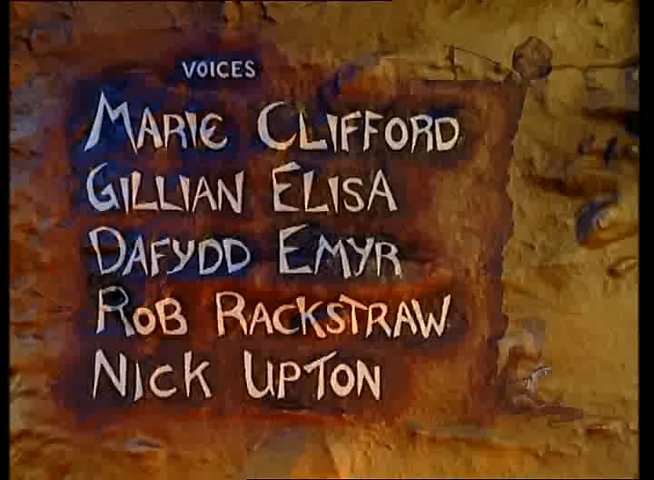 VOICES
MARIE CLIFFORD
GILLIAN ELISA
DAFYDD EMYR
ROB RACKSTRAW
NICK UPTON